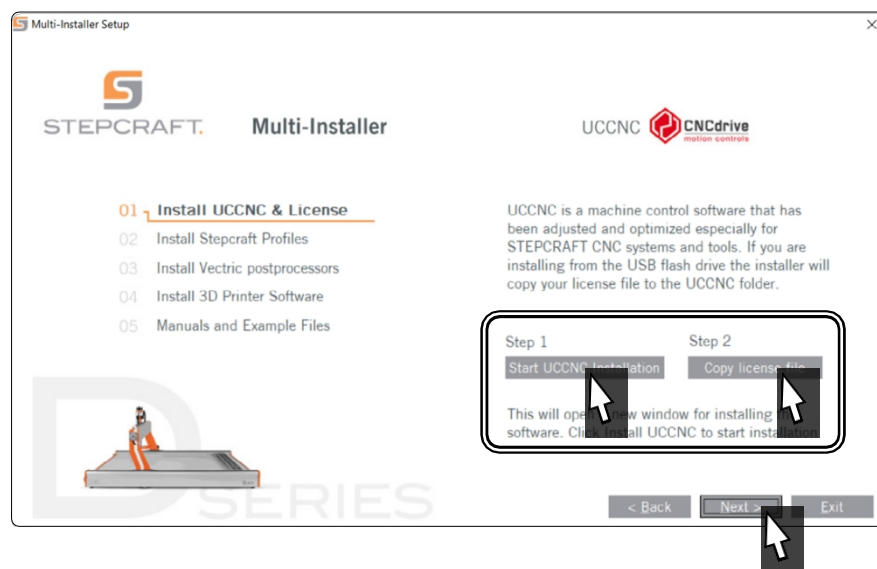 Multi-Installer Setup
STEPCRAFT.
Multi-Installer
UCCNC CNCdrive
motion controls
01 Install UCCNC & License
02 Install Stepcraft Profiles
03 Install Vectric postprocessors
04 Install 3D Printer Software
05 Manuals and Example Files
UCCNC is a machine control software that has
been adjusted and optimized especially for
STEPCRAFT CNC systems and tools. If you are
installing from the USB flash drive the installer will
copy your license file to the UCCNC folder.
Step 1
Start UCCNC Installation
Step 2
Copy license file
This will open new window for installing
software. Click Install UCCNC to start installation
D SERIES
< Back
Next >
Exit